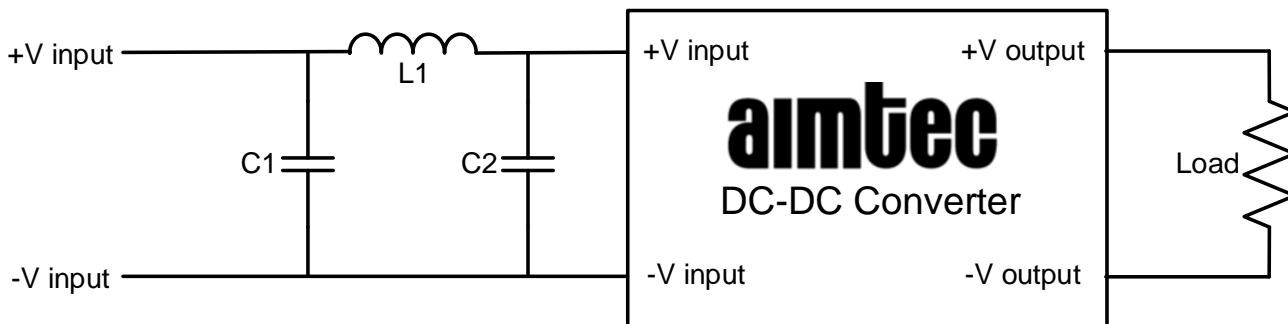 +V input
L1
C1
C2
-V input
+V input
+V output
aimtec
DC-DC Converter
-V input
-V output
Load